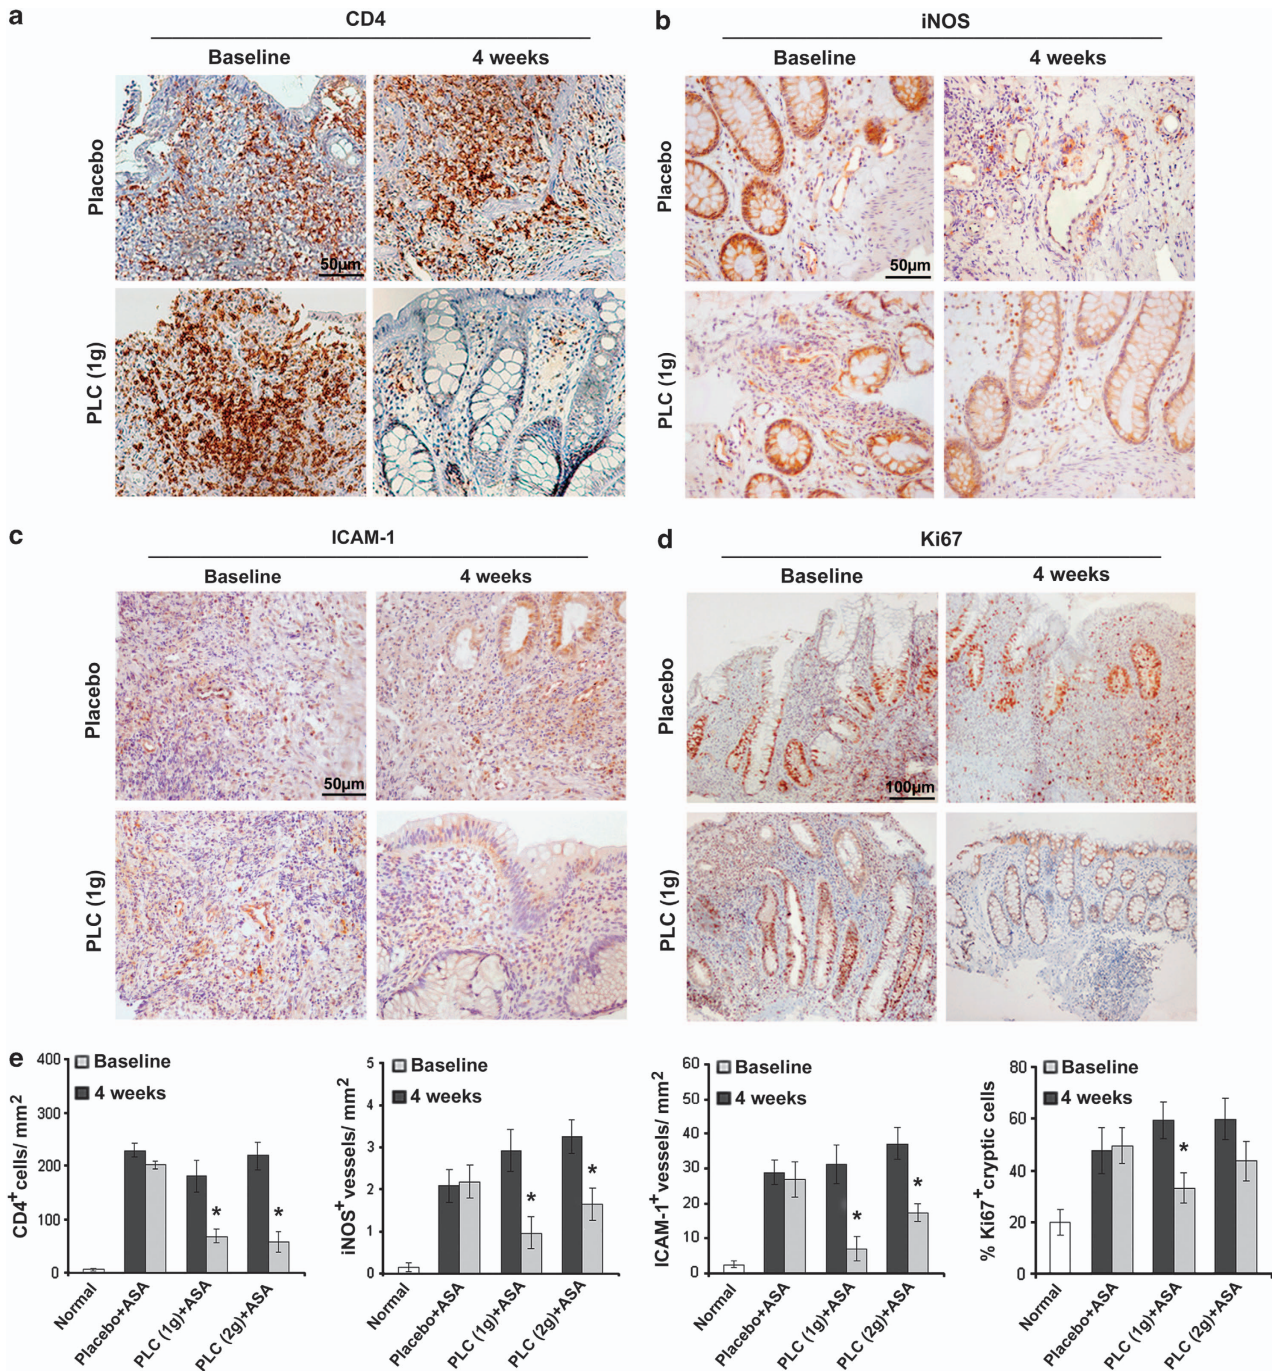 a
CD4
Baseline
4 weeks
Placebo
50µm
PLC (1g)
b
iNOS
Baseline
4 weeks
Placebo
50µm
PLC (1g)
c
ICAM-1
Baseline
4 weeks
Placebo
50µm
PLC (1g)
d
Ki67
Baseline
4 weeks
Placebo
100µm
PLC (1g)
e
CD4+ cells/ mm2
400
300
200
100
0
Baseline
4 weeks
*
*
Normal
Placebo+ASA
PLC (1g)+ASA
PLC (2g)+ASA
iNOS+ vessels/ mm2
5
4
3
2
1
0
Baseline
4 weeks
*
*
Normal
Placebo+ASA
PLC (1g)+ASA
PLC (2g)+ASA
ICAM-1+ vessels/ mm2
60
50
40
30
20
10
0
Baseline
4 weeks
*
*
Normal
Placebo+ASA
PLC (1g)+ASA
PLC (2g)+ASA
% Ki67+ cryptic cells
80
60
40
20
0
Baseline
4 weeks
*
Normal
Placebo+ASA
PLC (1g)+ASA
PLC (2g)+ASA